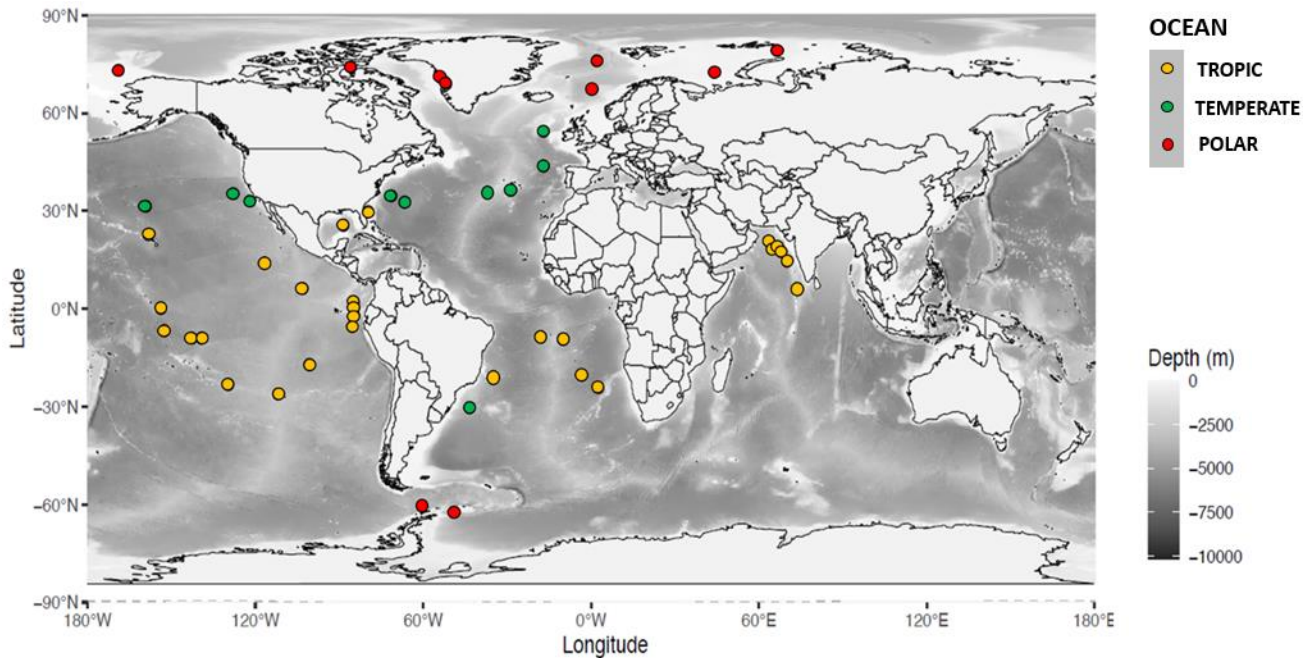 90°N
60°N
30°N
0°N
−30°N
−60°N
−90°N
Latitude
180°W
120°W
60°W
0°W
60°E
120°E
180°E
Longitude
OCEAN
TROPIC
TEMPERATE
POLAR
Depth (m)
0
−2500
−5000
−7500
−10000